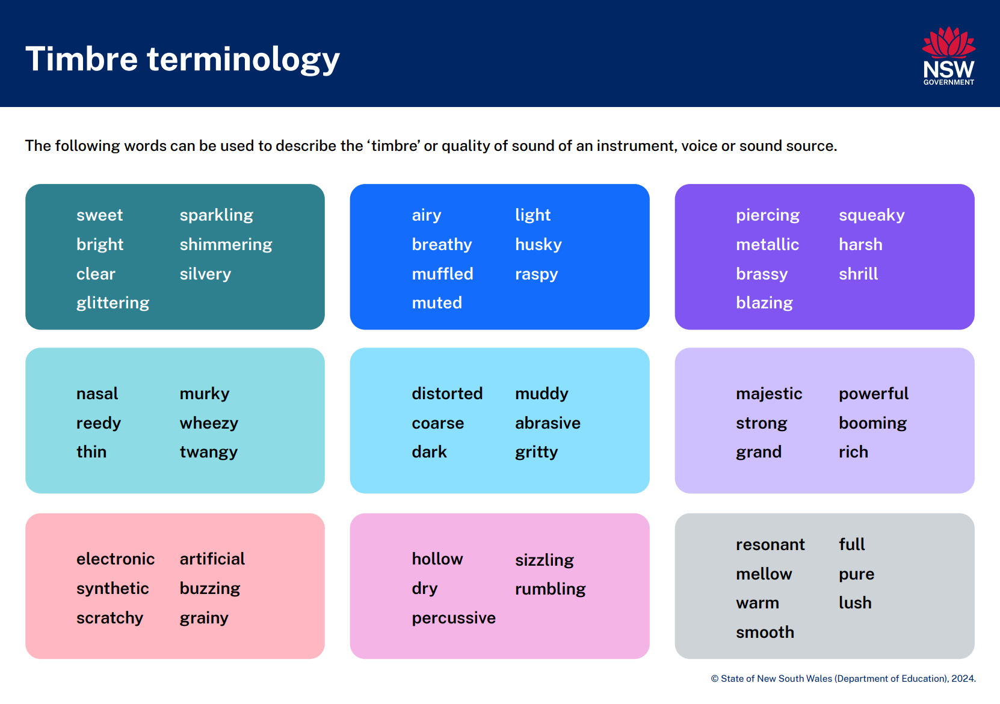 Timbre terminology
NSW
GOVERNMENT
The following words can be used to describe the ‘timbre’ or quality of sound of an instrument, voice or sound source.
sweet sparkling
bright shimmering
clear silvery
glittering
airy light
breathy husky
muffled raspy
muted
piercing squeaky
metallic harsh
brassy shrill
blazing
nasal murky
reedy wheezy
thin twangy
distorted muddy
coarse abrasive
dark gritty
majestic powerful
strong booming
grand rich
electronic artificial
synthetic buzzing
scratchy grainy
hollow sizzling
dry rumbling
percussive
resonant full
mellow pure
warm lush
smooth
© State of New South Wales (Department of Education), 2024.